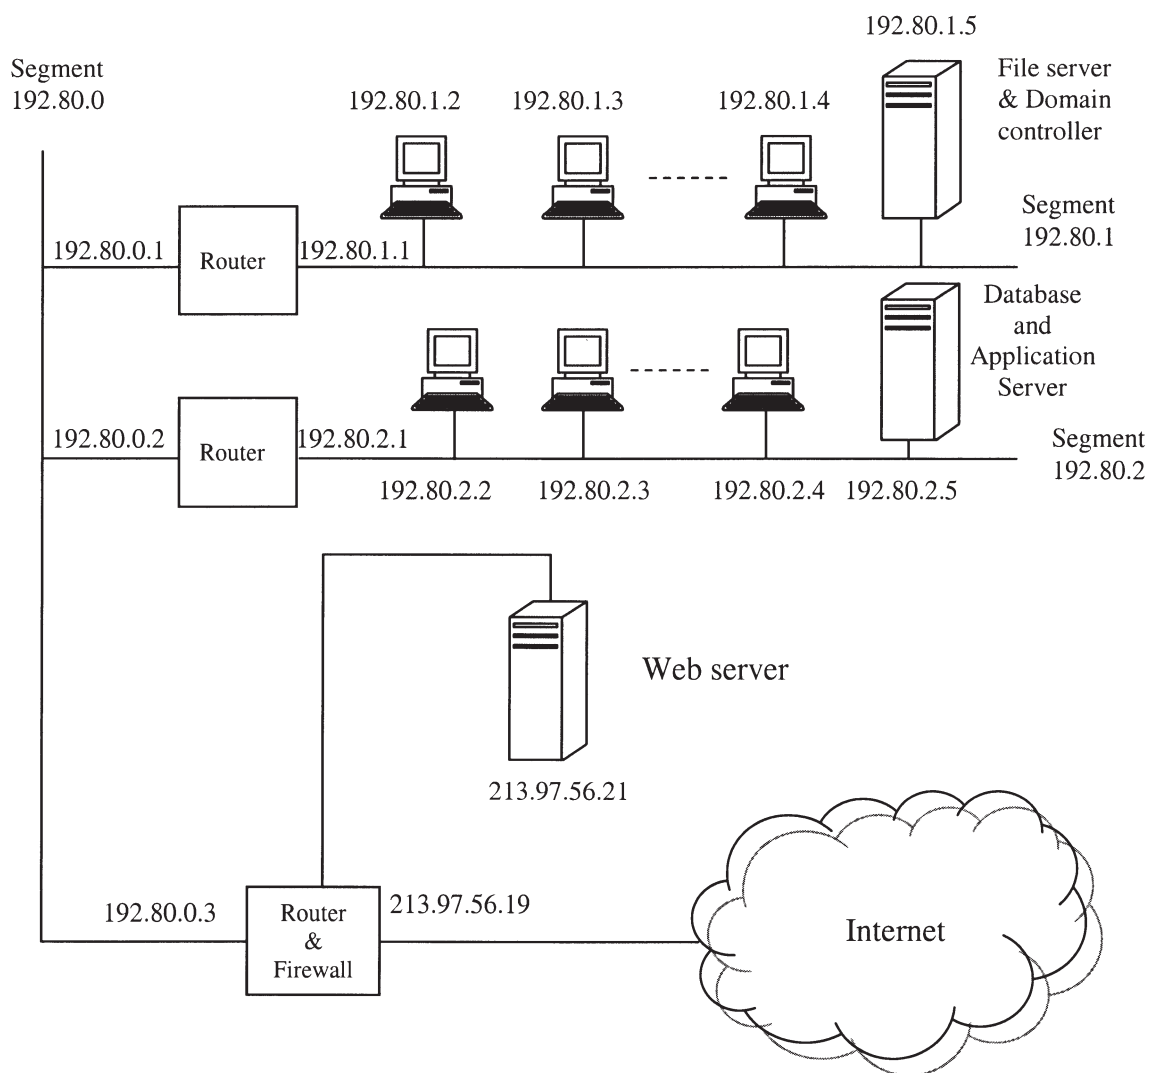 192.80.1.5
Segment
192.80.0
File server
& Domain
controller
192.80.1.2
192.80.1.3
192.80.1.4
Segment
192.80.1
192.80.0.1
Router
192.80.1.1
Database
and
Application
Server
192.80.0.2
Router
192.80.2.1
Segment
192.80.2
192.80.2.2
192.80.2.3
192.80.2.4
192.80.2.5
Web server
213.97.56.21
192.80.0.3
Router
&
Firewall
213.97.56.19
Internet